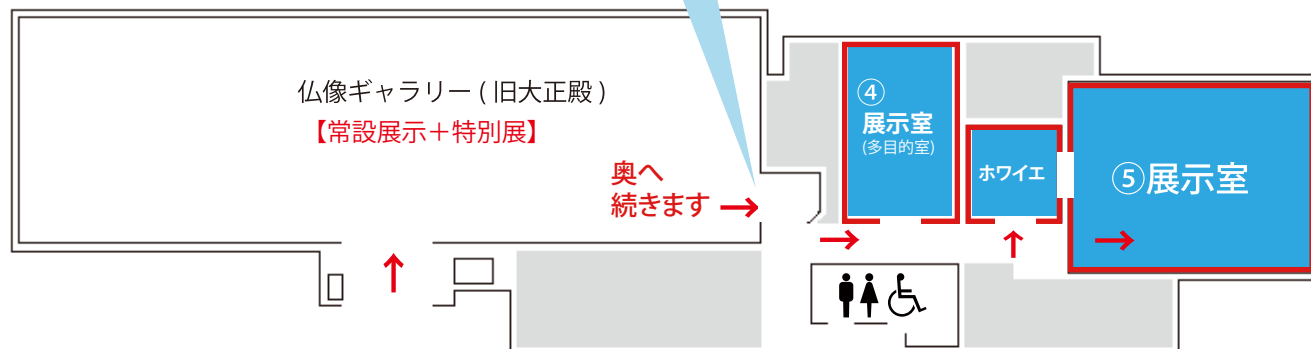 仏像ギャラリー ( 旧大正殿 )
【常設展示＋特別展】
奥へ
続きます
④
展示室
(多目的室)
ホワイエ
⑤展示室